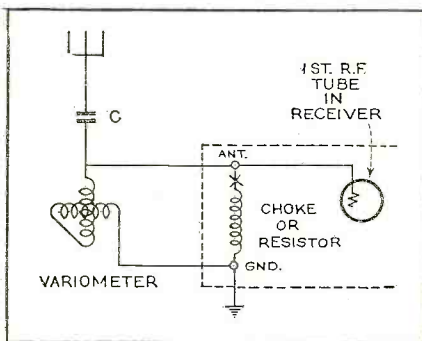 1ST. R.F.
TUBE
IN
RECEIVER
C
ANT.
CHOKE
OR
RESISTOR
GND.
VARIOMETER